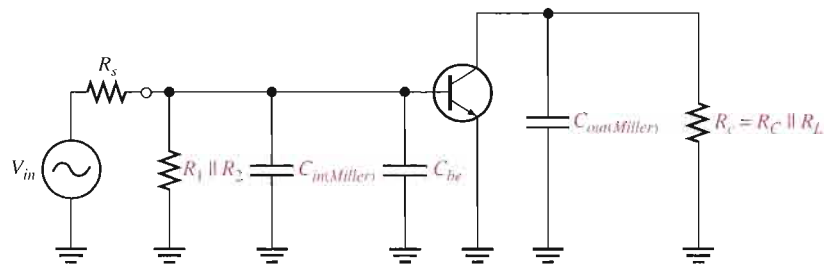 R_s
V_in
R_1 || R_2
C_in(Miller)
C_be
C_out(Miller)
R_c = R_C || R_L